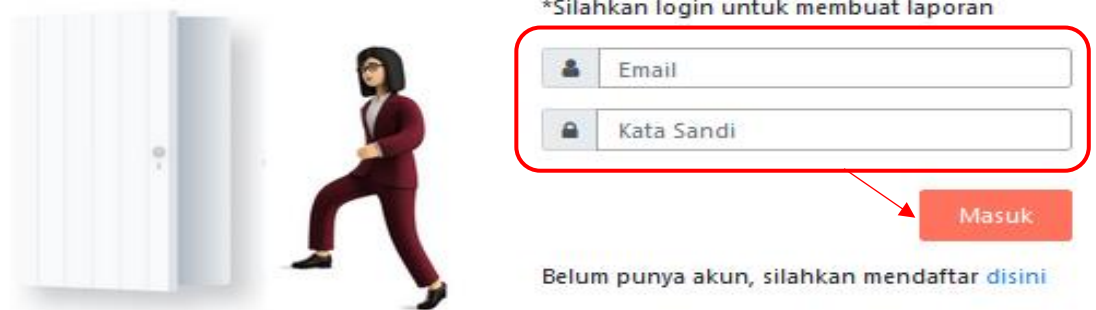 *Silahkan login untuk membuat laporan
Email
Kata Sandi
Masuk
Belum punya akun, silahkan mendaftar disini